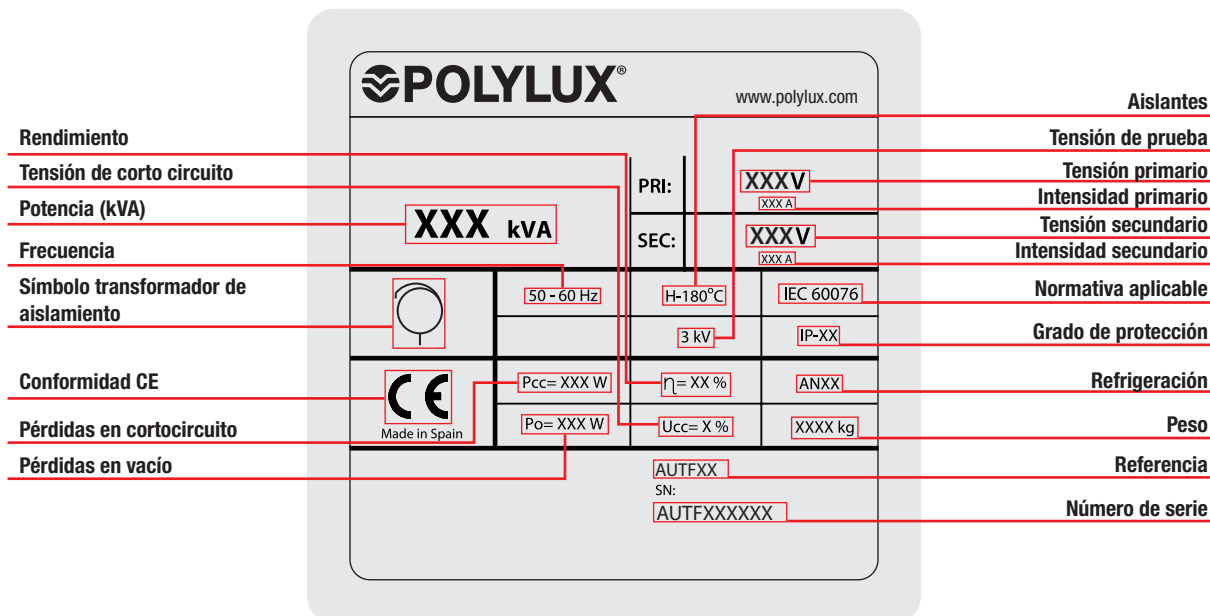 POLYLUX®
www.polylux.com
Rendimiento
Tensión de corto circuito
Potencia (kVA)
Frecuencia
Símbolo transformador de
aislamiento
Conformidad CE
Pérdidas en cortocircuito
Pérdidas en vacío
PRI:
XXX V
XXX A
XXX kVA
SEC:
XXX V
XXX A
50 - 60 Hz
H-180°C
IEC 60076
3 kV
IP-XX
CE
Made in Spain
Pcc= XXX W
η= XX %
ANXX
Po= XXX W
Ucc= X %
XXXX kg
AUTFXX
SN:
AUTFXXXXXX
Aislantes
Tensión de prueba
Tensión primario
Intensidad primario
Tensión secundario
Intensidad secundario
Normativa aplicable
Grado de protección
Refrigeración
Peso
Referencia
Número de serie